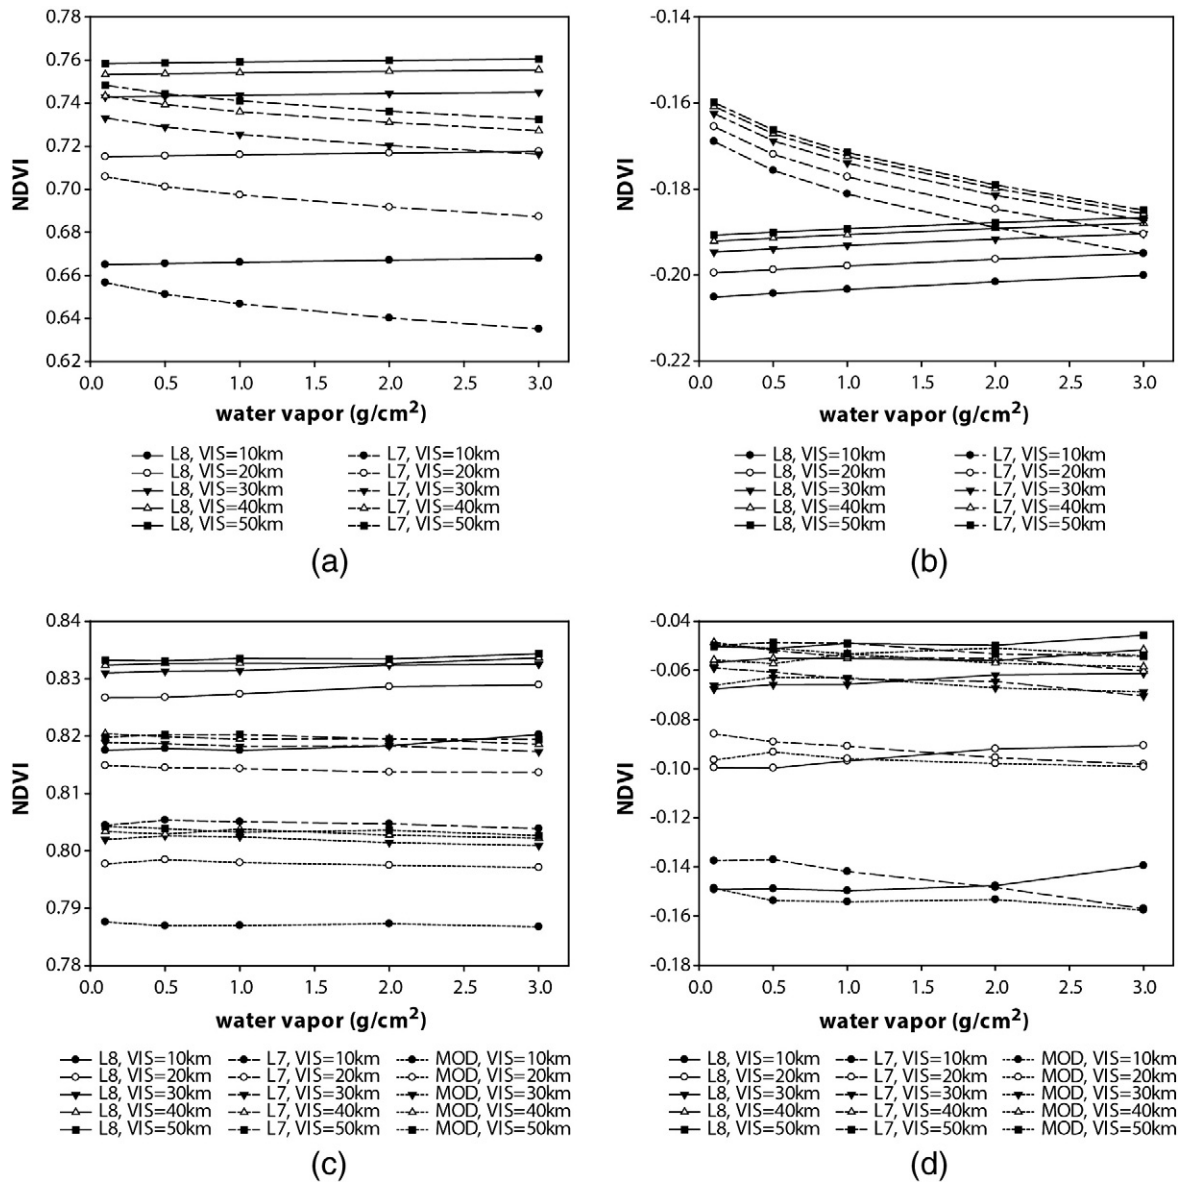 0.78
0.76
0.74
0.72
0.70
0.68
0.66
0.64
0.62
NDVI
0.0 0.5 1.0 1.5 2.0 2.5 3.0
water vapor (g/cm²)
L8, VIS=10km L7, VIS=10km
L8, VIS=20km L7, VIS=20km
L8, VIS=30km L7, VIS=30km
L8, VIS=40km L7, VIS=40km
L8, VIS=50km L7, VIS=50km
(a)
-0.14
-0.16
-0.18
-0.20
-0.22
NDVI
0.0 0.5 1.0 1.5 2.0 2.5 3.0
water vapor (g/cm²)
L8, VIS=10km L7, VIS=10km
L8, VIS=20km L7, VIS=20km
L8, VIS=30km L7, VIS=30km
L8, VIS=40km L7, VIS=40km
L8, VIS=50km L7, VIS=50km
(b)
0.84
0.83
0.82
0.81
0.80
0.79
0.78
NDVI
0.0 0.5 1.0 1.5 2.0 2.5 3.0
water vapor (g/cm²)
L8, VIS=10km L7, VIS=10km MOD, VIS=10km
L8, VIS=20km L7, VIS=20km MOD, VIS=20km
L8, VIS=30km L7, VIS=30km MOD, VIS=30km
L8, VIS=40km L7, VIS=40km MOD, VIS=40km
L8, VIS=50km L7, VIS=50km MOD, VIS=50km
(c)
-0.04
-0.06
-0.08
-0.10
-0.12
-0.14
-0.16
-0.18
NDVI
0.0 0.5 1.0 1.5 2.0 2.5 3.0
water vapor (g/cm²)
L8, VIS=10km L7, VIS=10km MOD, VIS=10km
L8, VIS=20km L7, VIS=20km MOD, VIS=20km
L8, VIS=30km L7, VIS=30km MOD, VIS=30km
L8, VIS=40km L7, VIS=40km MOD, VIS=40km
L8, VIS=50km L7, VIS=50km MOD, VIS=50km
(d)